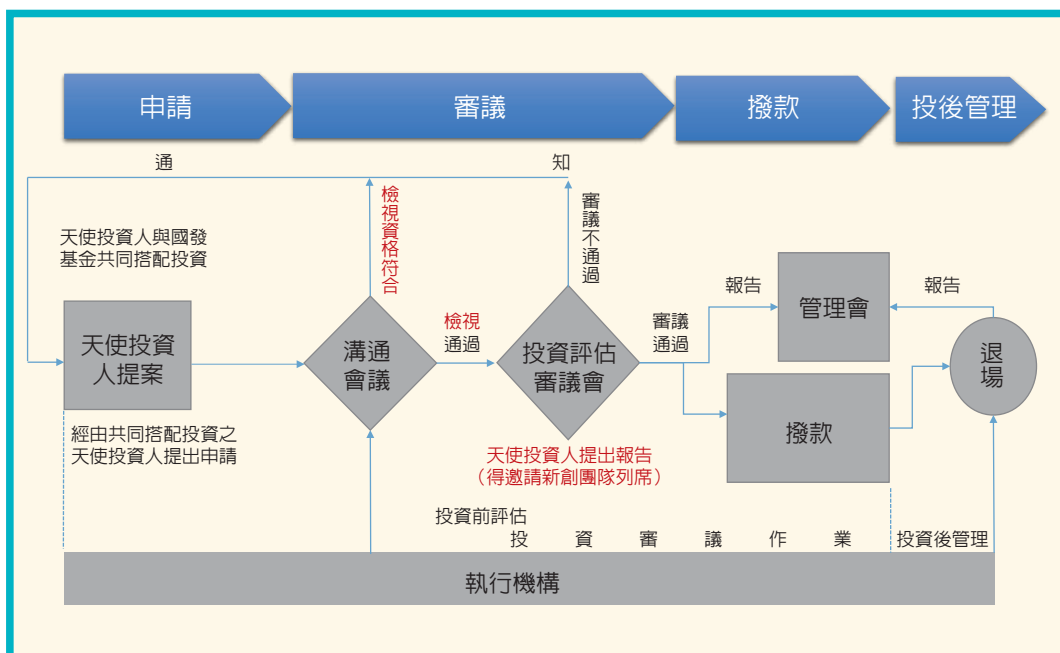 申請
審議
撥款
投後管理
通 知
天使投資人與國發
基金共同搭配投資
檢視資格符合
審議不通過
天使投資
人提案
溝通
會議
檢視
通過
投資評估
審議會
審議
通過
報告
管理會
報告
退場
撥款
經由共同搭配投資之
天使投資人提出申請
天使投資人提出報告
（得邀請新創團隊列席）
投資前評估
投資審議作業
投資後管理
執行機構